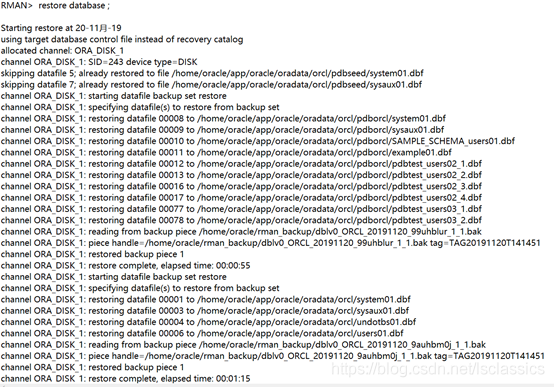 RMAN> restore database ;
Starting restore at 20-11月-19
using target database control file instead of recovery catalog
allocated channel: ORA_DISK_1
channel ORA_DISK_1: SID=243 device type=DISK
skipping datafile 5; already restored to file /home/oracle/app/oracle/oradata/orcl/pdbseed/system01.dbf
skipping datafile 7; already restored to file /home/oracle/app/oracle/oradata/orcl/pdbseed/sysaux01.dbf
channel ORA_DISK_1: starting datafile backup set restore
channel ORA_DISK_1: specifying datafile(s) to restore from backup set
channel ORA_DISK_1: restoring datafile 00008 to /home/oracle/app/oracle/oradata/orcl/pdborcl/system01.dbf
channel ORA_DISK_1: restoring datafile 00009 to /home/oracle/app/oracle/oradata/orcl/pdborcl/sysaux01.dbf
channel ORA_DISK_1: restoring datafile 00010 to /home/oracle/app/oracle/oradata/orcl/pdborcl/SAMPLE_SCHEMA_users01.dbf
channel ORA_DISK_1: restoring datafile 00011 to /home/oracle/app/oracle/oradata/orcl/pdborcl/example01.dbf
channel ORA_DISK_1: restoring datafile 00012 to /home/oracle/app/oracle/oradata/orcl/pdborcl/pdbtest_users02_1.dbf
channel ORA_DISK_1: restoring datafile 00013 to /home/oracle/app/oracle/oradata/orcl/pdborcl/pdbtest_users02_2.dbf
channel ORA_DISK_1: restoring datafile 00016 to /home/oracle/app/oracle/oradata/orcl/pdborcl/pdbtest_users02_3.dbf
channel ORA_DISK_1: restoring datafile 00017 to /home/oracle/app/oracle/oradata/orcl/pdborcl/pdbtest_users02_4.dbf
channel ORA_DISK_1: restoring datafile 00077 to /home/oracle/app/oracle/oradata/orcl/pdborcl/pdbtest_users03_1.dbf
channel ORA_DISK_1: restoring datafile 00078 to /home/oracle/app/oracle/oradata/orcl/pdborcl/pdbtest_users03_2.dbf
channel ORA_DISK_1: reading from backup piece /home/oracle/rman_backup/dblv0_ORCL_20191120_99uhblur_1_1.bak
channel ORA_DISK_1: piece handle=/home/oracle/rman_backup/dblv0_ORCL_20191120_99uhblur_1_1.bak tag=TAG20191120T141451
channel ORA_DISK_1: restored backup piece 1
channel ORA_DISK_1: restore complete, elapsed time: 00:00:55
channel ORA_DISK_1: starting datafile backup set restore
channel ORA_DISK_1: specifying datafile(s) to restore from backup set
channel ORA_DISK_1: restoring datafile 00001 to /home/oracle/app/oracle/oradata/orcl/system01.dbf
channel ORA_DISK_1: restoring datafile 00003 to /home/oracle/app/oracle/oradata/orcl/sysaux01.dbf
channel ORA_DISK_1: restoring datafile 00004 to /home/oracle/app/oracle/oradata/orcl/undotbs01.dbf
channel ORA_DISK_1: restoring datafile 00006 to /home/oracle/app/oracle/oradata/orcl/users01.dbf
channel ORA_DISK_1: reading from backup piece /home/oracle/rman_backup/dblv0_ORCL_20191120_9auhbm0j_1_1.bak
channel ORA_DISK_1: piece handle=/home/oracle/rman_backup/dblv0_ORCL_20191120_9auhbm0j_1_1.bak tag=TAG20191120T141451
channel ORA_DISK_1: restored backup piece 1
channel ORA_DISK_1: restore complete, elapsed time: 00:01:15
https://blog.csdn.net/lsclassics